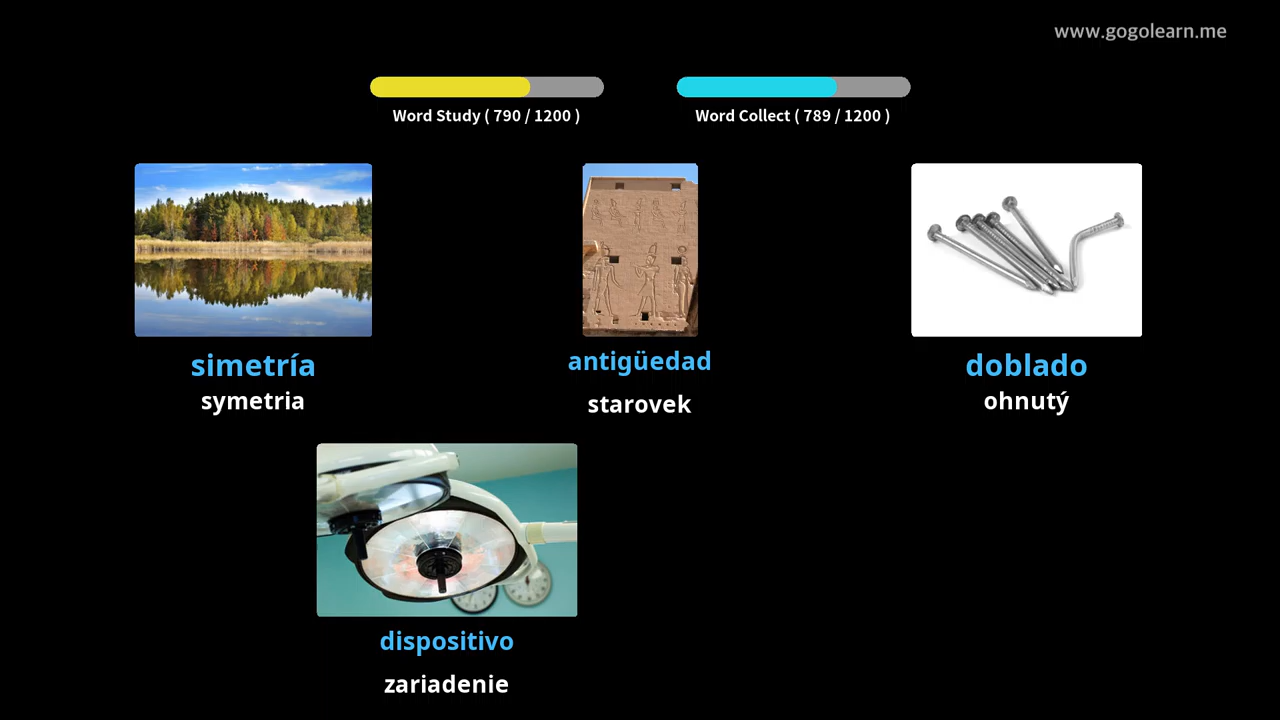 www.gogolearn.me
Word Study ( 790 / 1200 )
Word Collect ( 789 / 1200 )
simetría
symetria
antigüedad
starovek
doblado
ohnutý
dispositivo
zariadenie